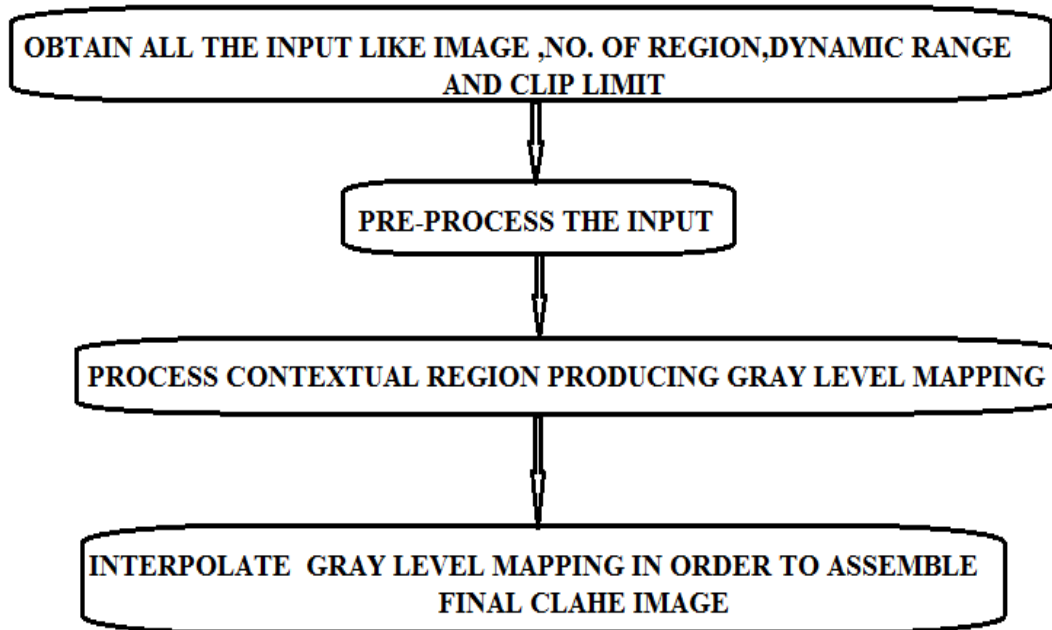 OBTAIN ALL THE INPUT LIKE IMAGE ,NO. OF REGION,DYNAMIC RANGE
AND CLIP LIMIT
PRE-PROCESS THE INPUT
PROCESS CONTEXTUAL REGION PRODUCING GRAY LEVEL MAPPING
INTERPOLATE GRAY LEVEL MAPPING IN ORDER TO ASSEMBLE
FINAL CLAHE IMAGE